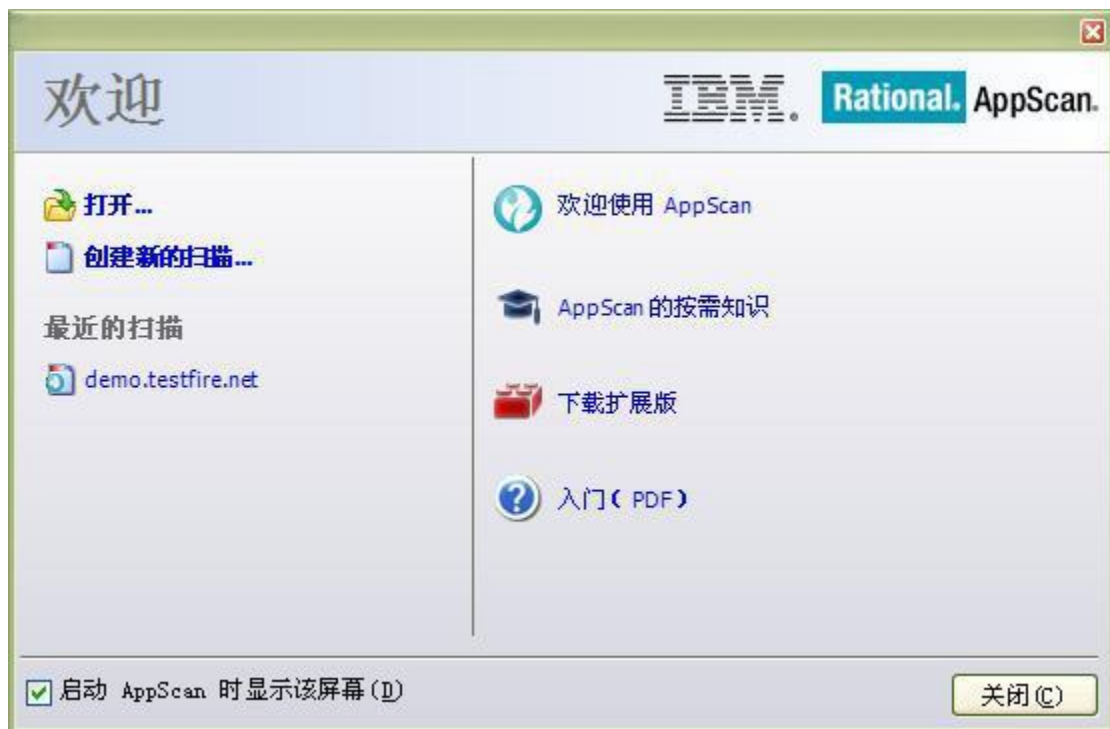 欢迎
IBM.
Rational. AppScan.
打开...
创建新的扫描...
最近的扫描
demo.testfire.net
欢迎使用 AppScan
AppScan 的按需知识
下载扩展版
入门( PDF)
启动 AppScan 时显示该屏幕(D)
关闭(C)